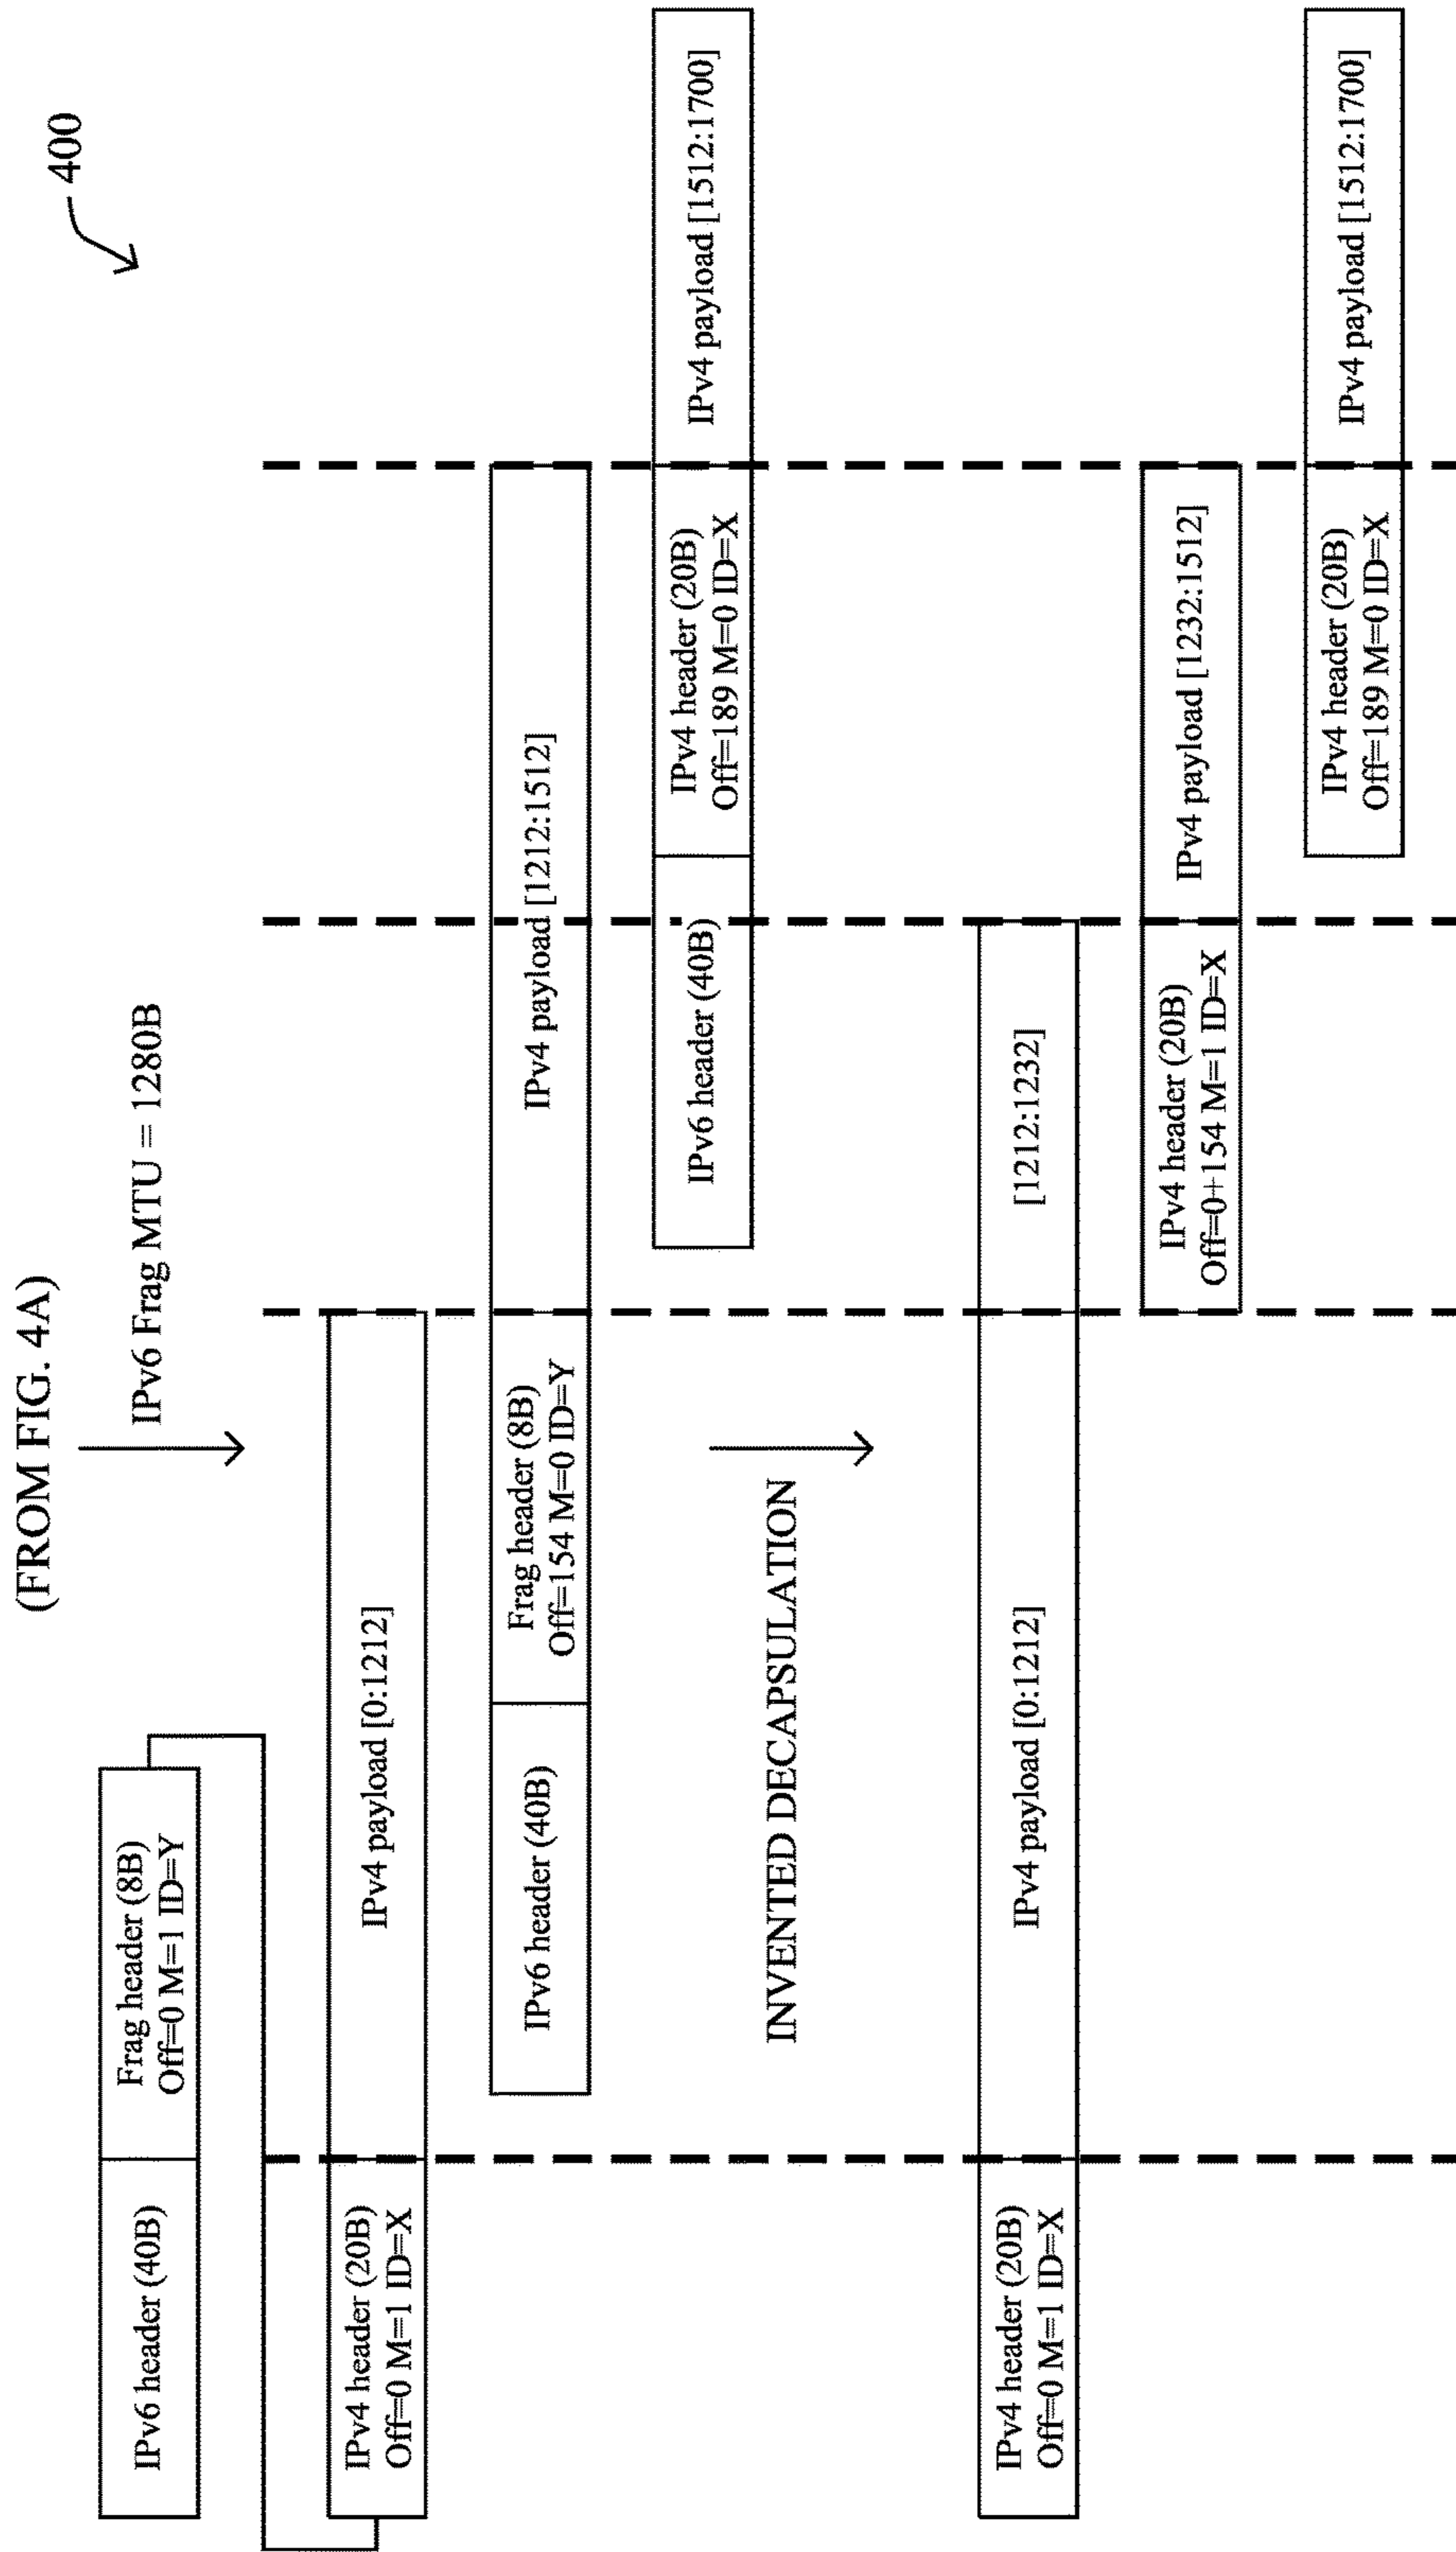 (FROM FIG. 4A)
400
IPv6 Frag MTU = 1280B
IPv6 header (40B)
Frag header (8B)
Off=0 M=1 ID=Y
IPv4 header (20B)
Off=0 M=1 ID=X
IPv4 payload [0:1212]
IPv6 header (40B)
Frag header (8B)
Off=154 M=0 ID=Y
IPv4 payload [1212:1512]
IPv6 header (40B)
IPv4 header (20B)
Off=189 M=0 ID=X
IPv4 payload [1512:1700]
INVENTED DECAPSULATION
IPv4 header (20B)
Off=0 M=1 ID=X
IPv4 payload [0:1212]
[1212:1232]
IPv4 header (20B)
Off=0+154 M=1 ID=X
IPv4 payload [1232:1512]
IPv4 header (20B)
Off=189 M=0 ID=X
IPv4 payload [1512:1700]